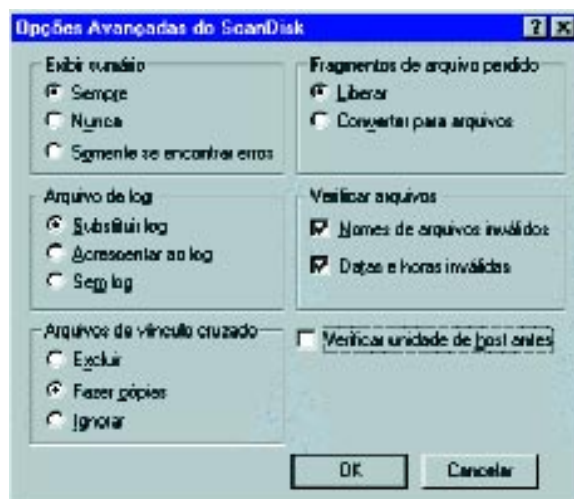 Opções Avançadas do ScanDisk
Exibir sumário
Sempre
Nunca
Somente se encontrar erros
Arquivo de log
Substituir log
Acrescentar ao log
Sem log
Arquivos de vínculo cruzado
Excluir
Fazer cópias
Ignorar
Fragmentos de arquivo perdido
Liberar
Converter para arquivos
Verificar arquivos
Nomes de arquivos inválidos
Datas e horas inválidas
Verificar unidade de host antes
OK
Cancelar